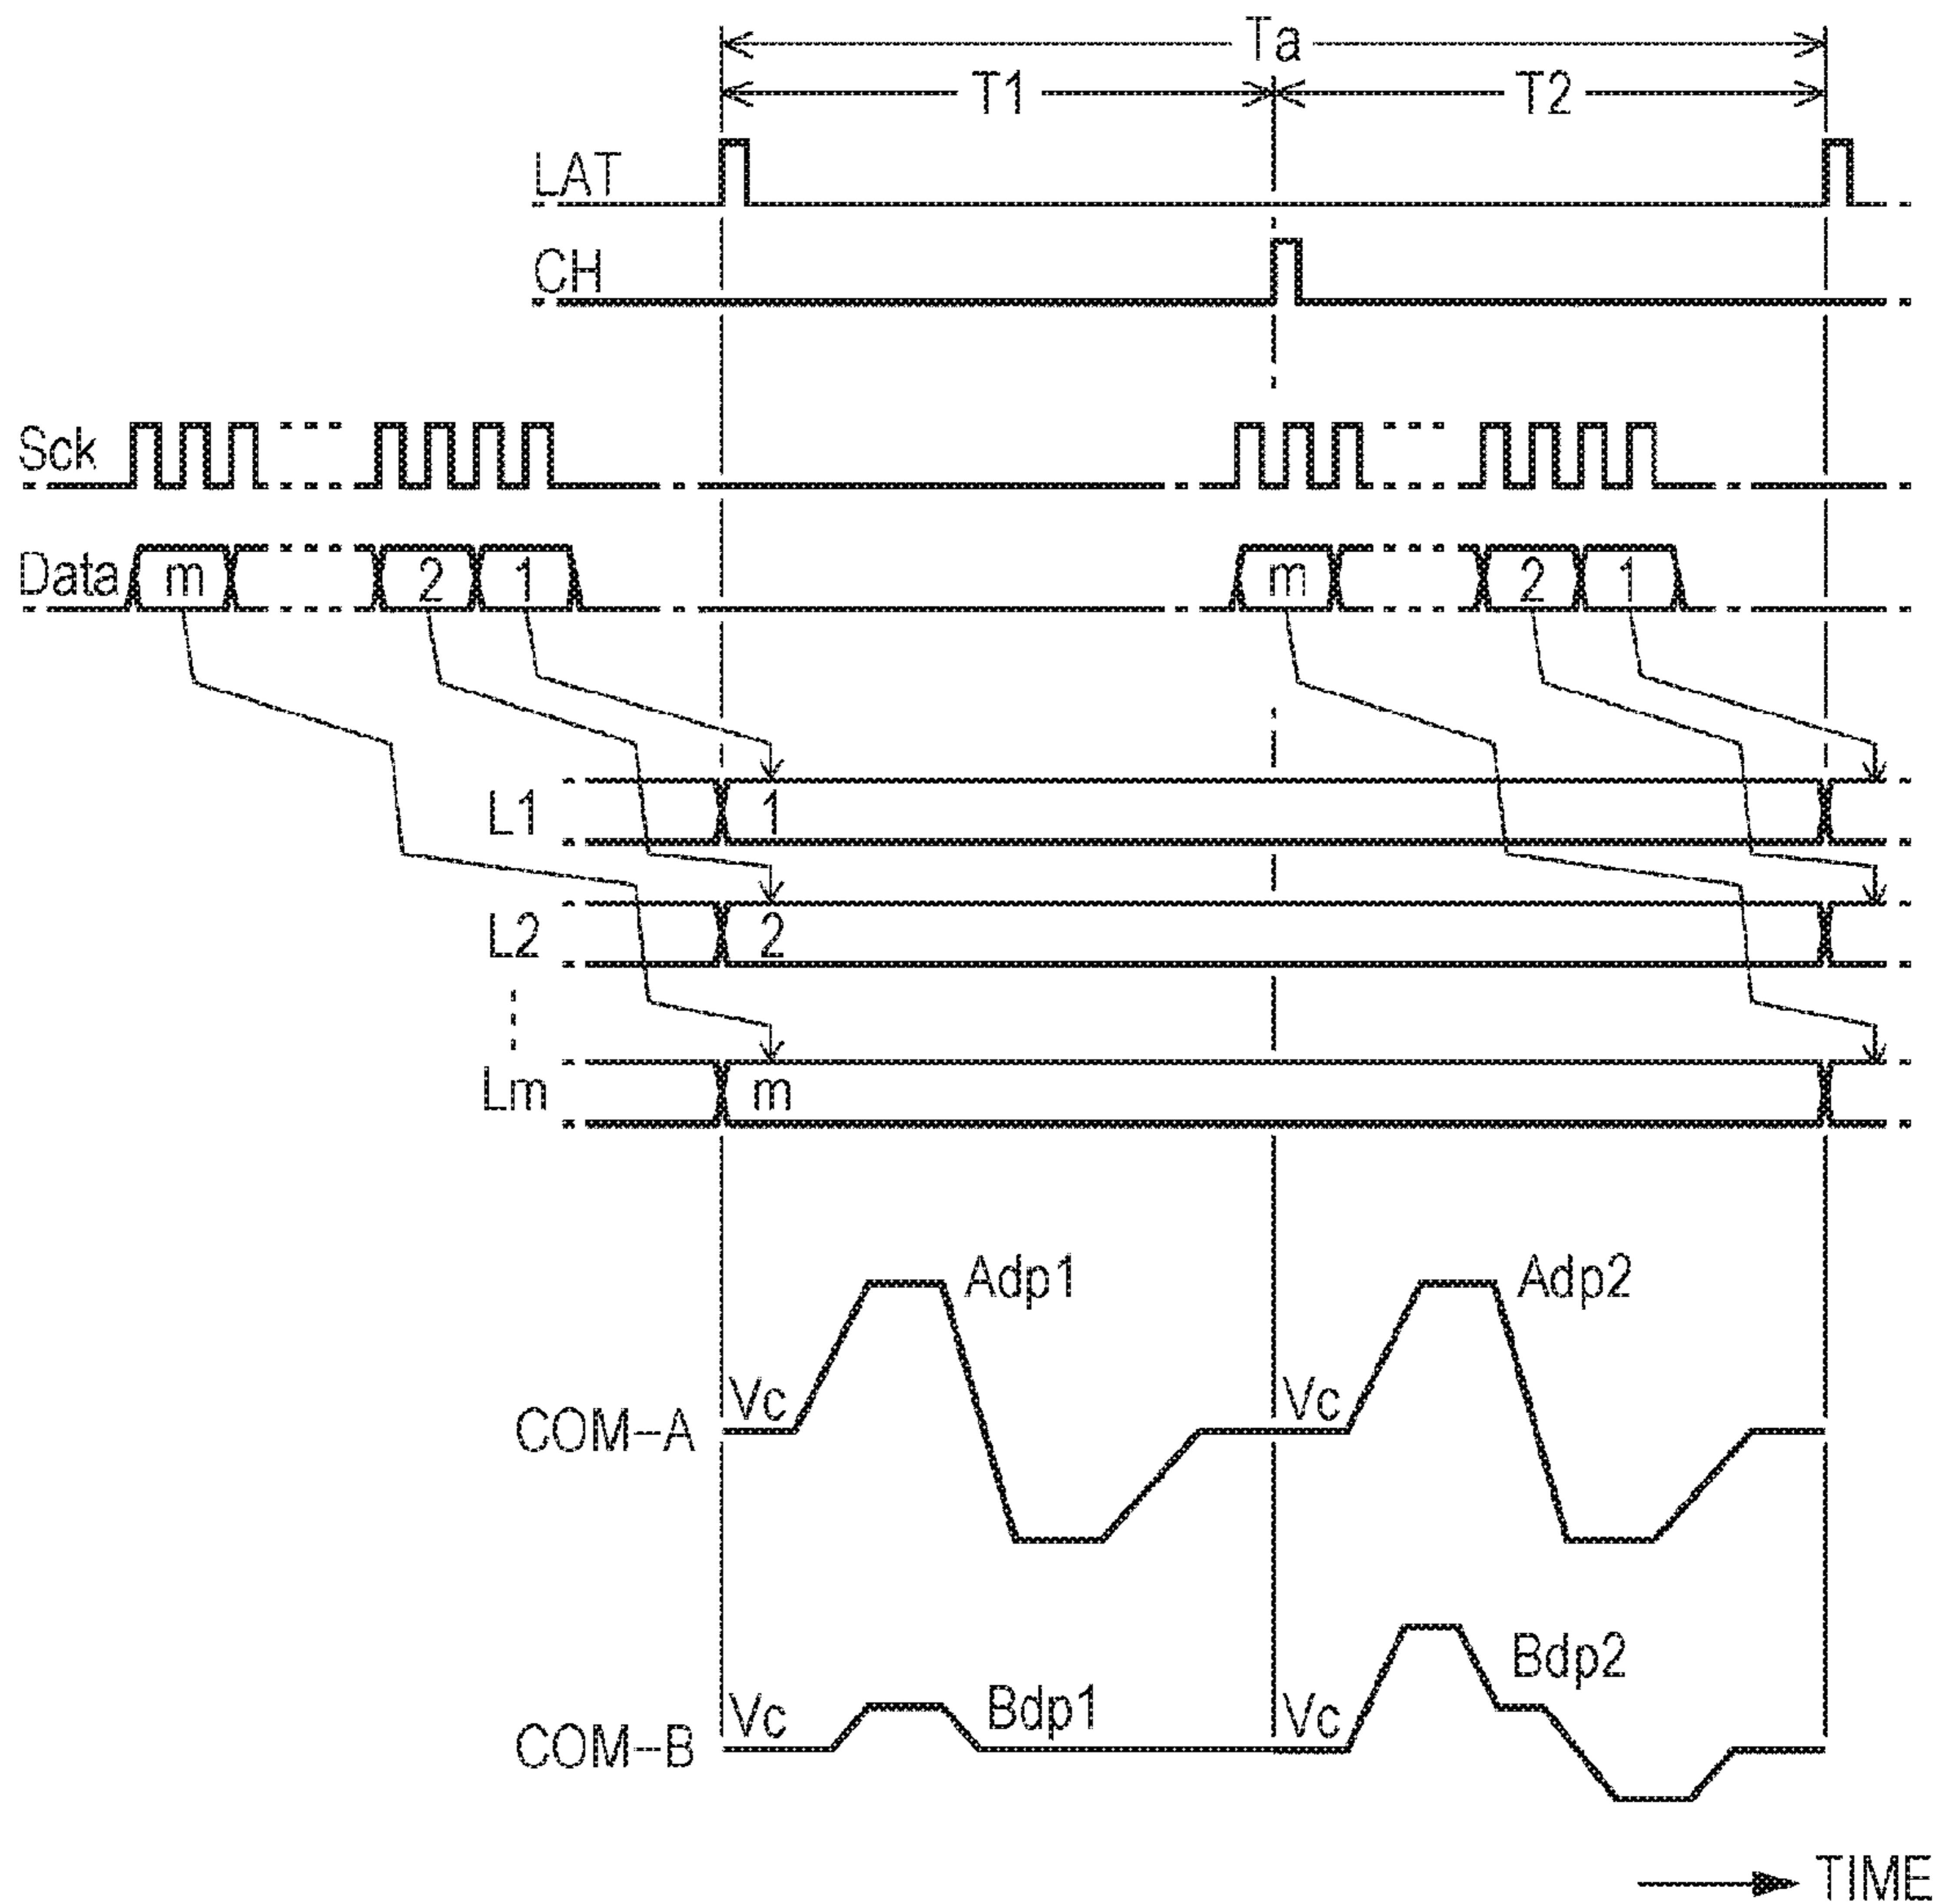 Ta
T1 T2
LAT
CH
Sck
Data m 2 1 m 2 1
L1 1
L2 2
Lm m
Adp1 Adp2
Vc Vc
COM--A
Bdp2
Vc Bdp1 Vc
COM--B
TIME